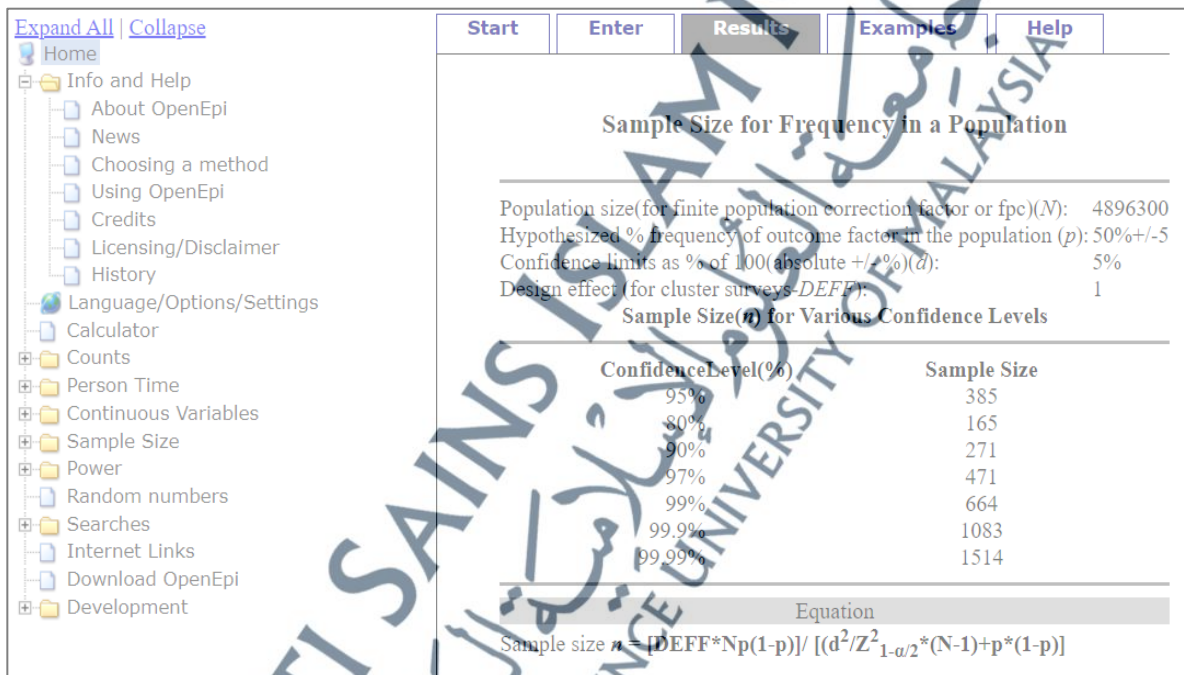 Expand All | Collapse
Home
Info and Help
About OpenEpi
News
Choosing a method
Using OpenEpi
Credits
Licensing/Disclaimer
History
Language/Options/Settings
Calculator
Counts
Person Time
Continuous Variables
Sample Size
Power
Random numbers
Searches
Internet Links
Download OpenEpi
Development
Start Enter Results Examples Help
Sample Size for Frequency in a Population
Population size(for finite population correction factor or fpc)(N): 4896300
Hypothesized % frequency of outcome factor in the population (p): 50%+/-5
Confidence limits as % of 100(absolute +/- %)(d): 5%
Design effect (for cluster surveys-DEFF): 1
Sample Size(n) for Various Confidence Levels
ConfidenceLevel(%) Sample Size
95% 385
80% 165
90% 271
97% 471
99% 664
99.9% 1083
99.99% 1514
Equation
Sample size n = [DEFF*Np(1-p)]/ [(d²/Z²₁₋α/₂*(N-1)+p*(1-p)]
SAINS ISLAM
UNIVERSITY OF MALAYSIA